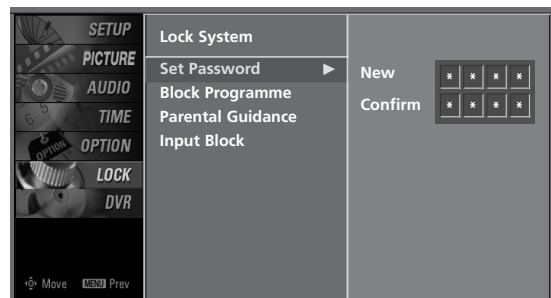 SETUP
PICTURE
AUDIO
TIME
OPTION
LOCK
DVR
Move MENU Prev
Lock System
Set Password ▶
Block Programme
Parental Guidance
Input Block
New * * * *
Confirm * * * *